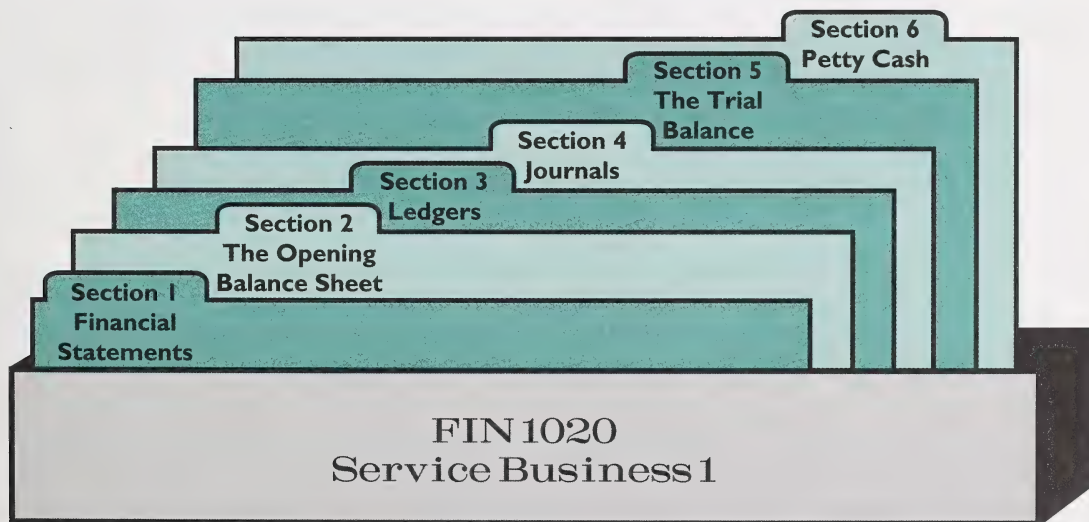 Section 6
Petty Cash
Section 5
The Trial
Balance
Section 4
Journals
Section 3
Ledgers
Section 2
The Opening
Balance Sheet
Section 1
Financial
Statements
FIN 1020
Service Business 1